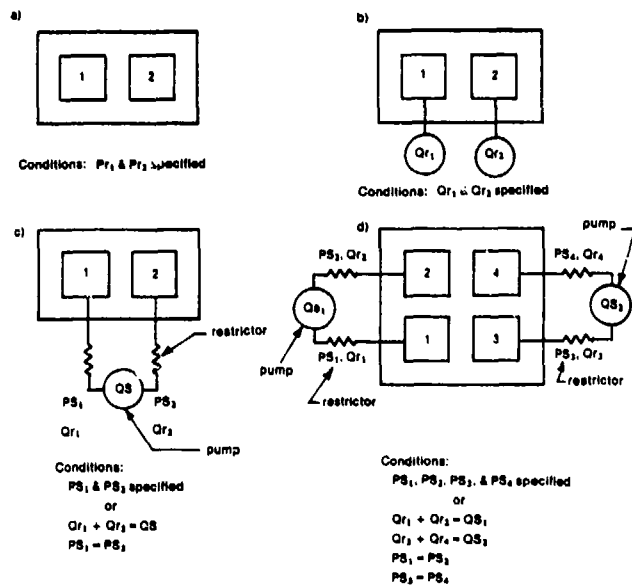 a)
1 2
Conditions: Pr₁ & Pr₂ specified
b)
1 2
Qr₁ Qr₂
Conditions: Qr₁ & Qr₂ specified
c)
1 2
restrictor
QS
PS₁ PS₂
Qr₁ Qr₂
pump
Conditions:
PS₁ & PS₂ specified
or
Qr₁ + Qr₂ = QS
PS₁ = PS₂
d)
pump
PS₂, Qr₂ PS₄, Qr₄
2 4
Qs₁ QS₂
1 3
PS₁, Qr₁ PS₃, Qr₃
pump
restrictor restrictor
Conditions:
PS₁, PS₂, PS₃, & PS₄ specified
or
Qr₁ + Qr₂ = QS₁
Qr₃ + Qr₄ = QS₂
PS₁ = PS₂
PS₃ = PS₄